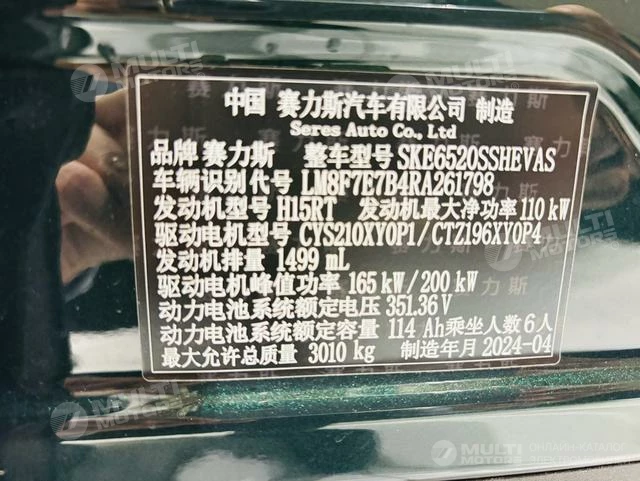 中国 赛力斯汽车有限公司 制造
Seres Auto Co., Ltd
品牌 赛力斯 整车型号 SKE6520SSHEVAS
车辆识别代号 LM8F7E7B4RA261798
发动机型号 H15RT 发动机最大净功率 110 kW
驱动电机型号 CYS210XY0P1/CTZ196XY0P4
发动机排量 1499 mL
驱动电机峰值功率 165 kW/200 kW
动力电池系统额定电压 351.36 V
动力电池系统额定容量 114 Ah 乘坐人数 6人
最大允许总质量 3010 kg 制造年月 2024-04
MULTI MOTORS
ОНЛАЙН-КАТАЛОГ